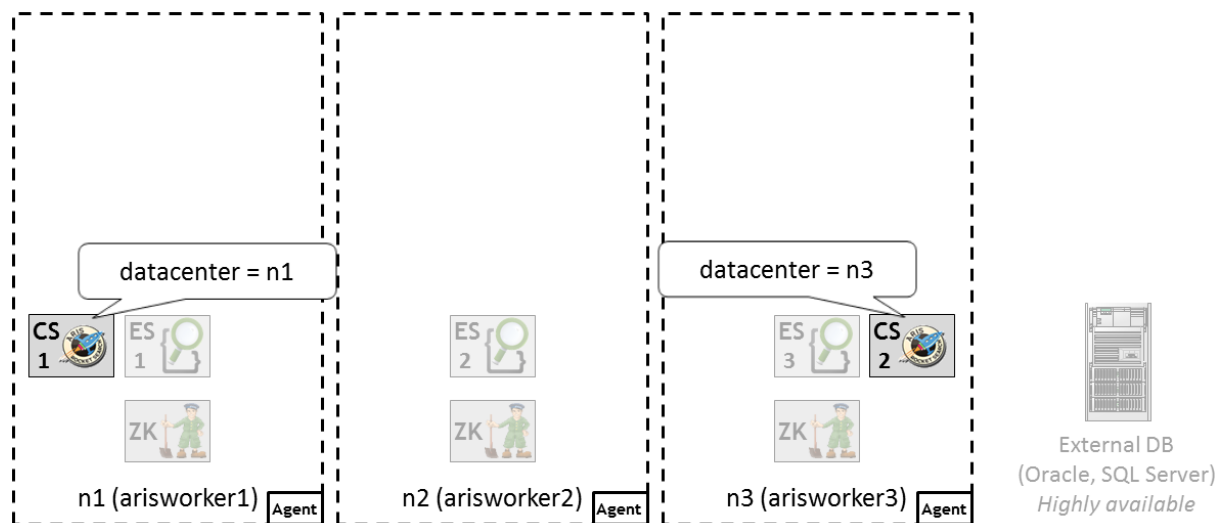 datacenter = n1
datacenter = n3
CS
1
ES
1
ES
2
ES
3
CS
2
ZK
ZK
ZK
n1 (arisworker1)
Agent
n2 (arisworker2)
Agent
n3 (arisworker3)
Agent
External DB
(Oracle, SQL Server)
Highly available